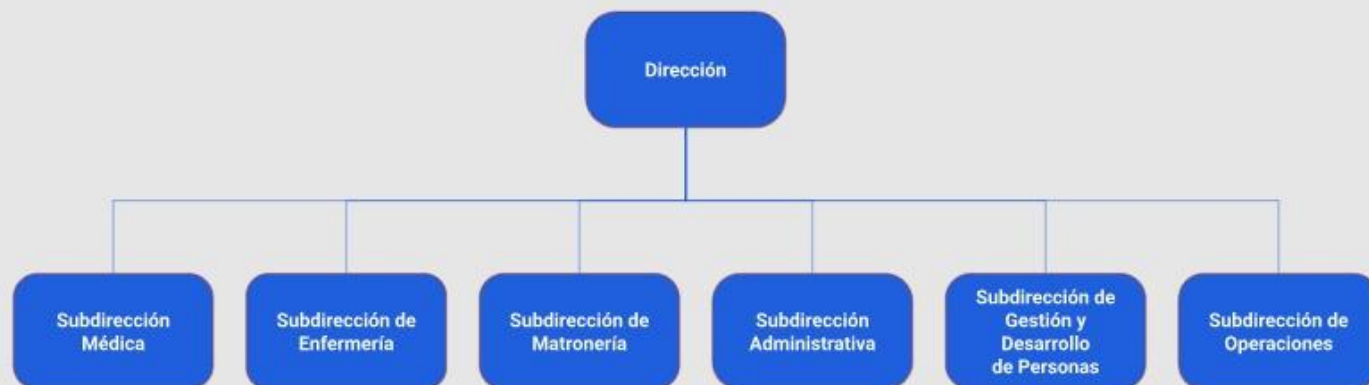 Dirección
Subdirección
Médica
Subdirección de
Enfermería
Subdirección de
Matronería
Subdirección
Administrativa
Subdirección de
Gestión y
Desarrollo
de Personas
Subdirección de
Operaciones